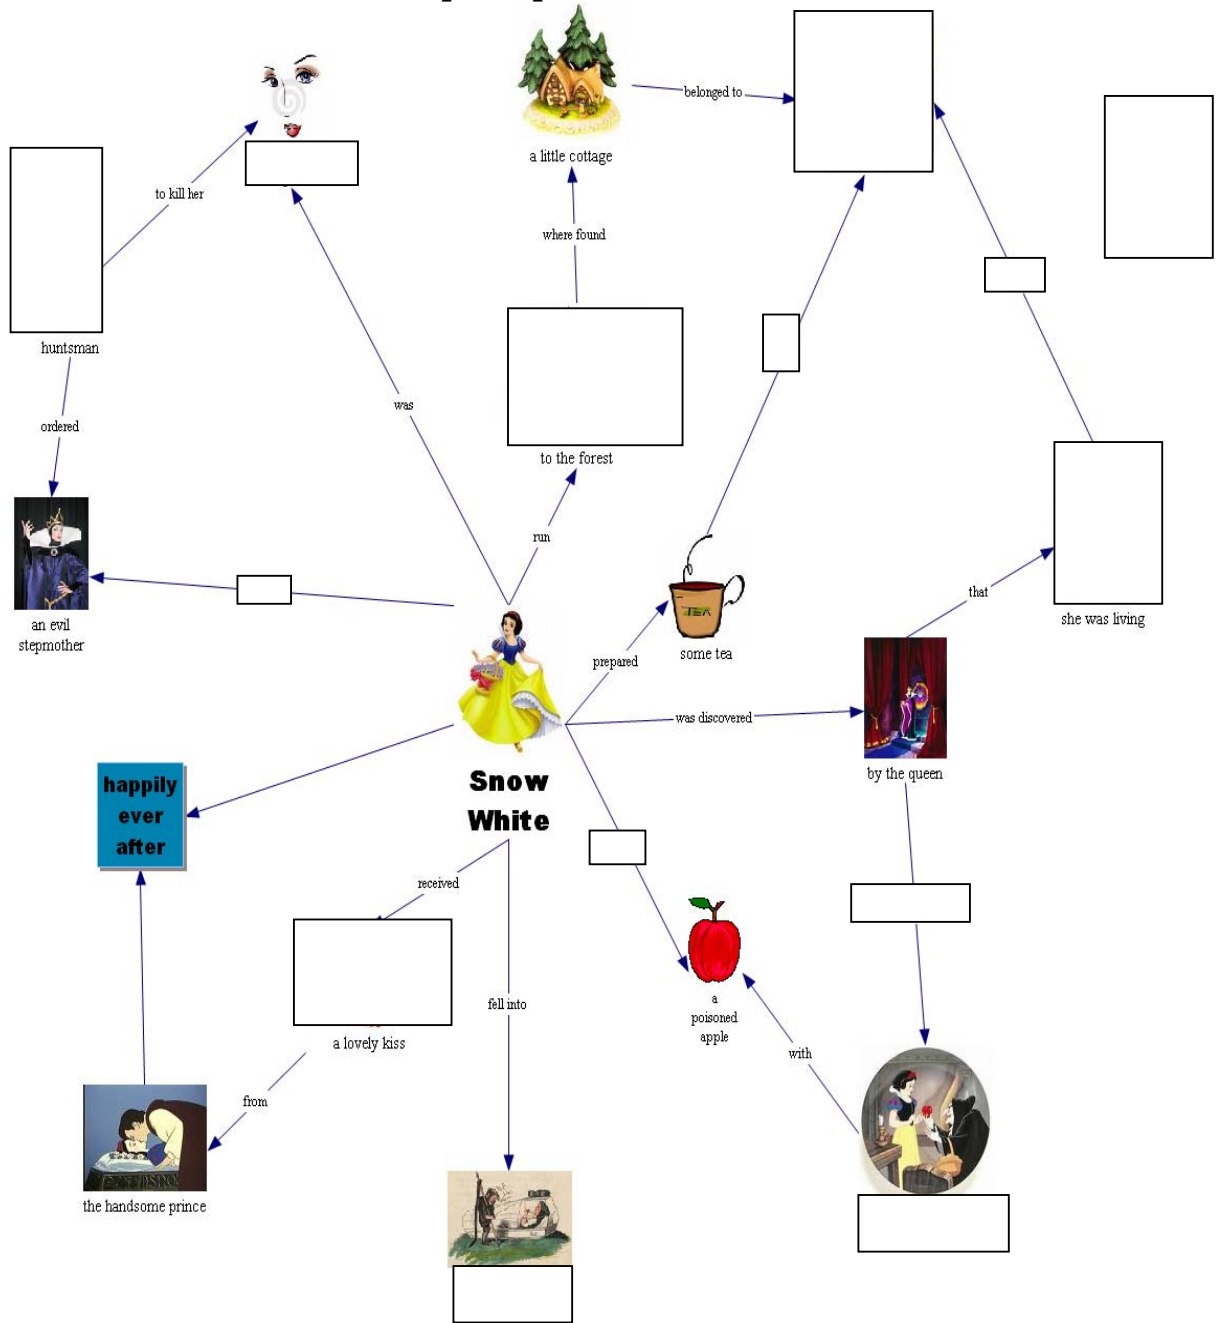 belonged to
a little cottage
to kill her
where found
huntsman
was
ordered
to the forest
run
that
she was living
an evil
stepmother
TEA
prepared
some tea
was discovered
by the queen
Snow
White
happily
ever
after
received
fell into
a
poisoned
apple
a lovely kiss
with
from
the handsome prince